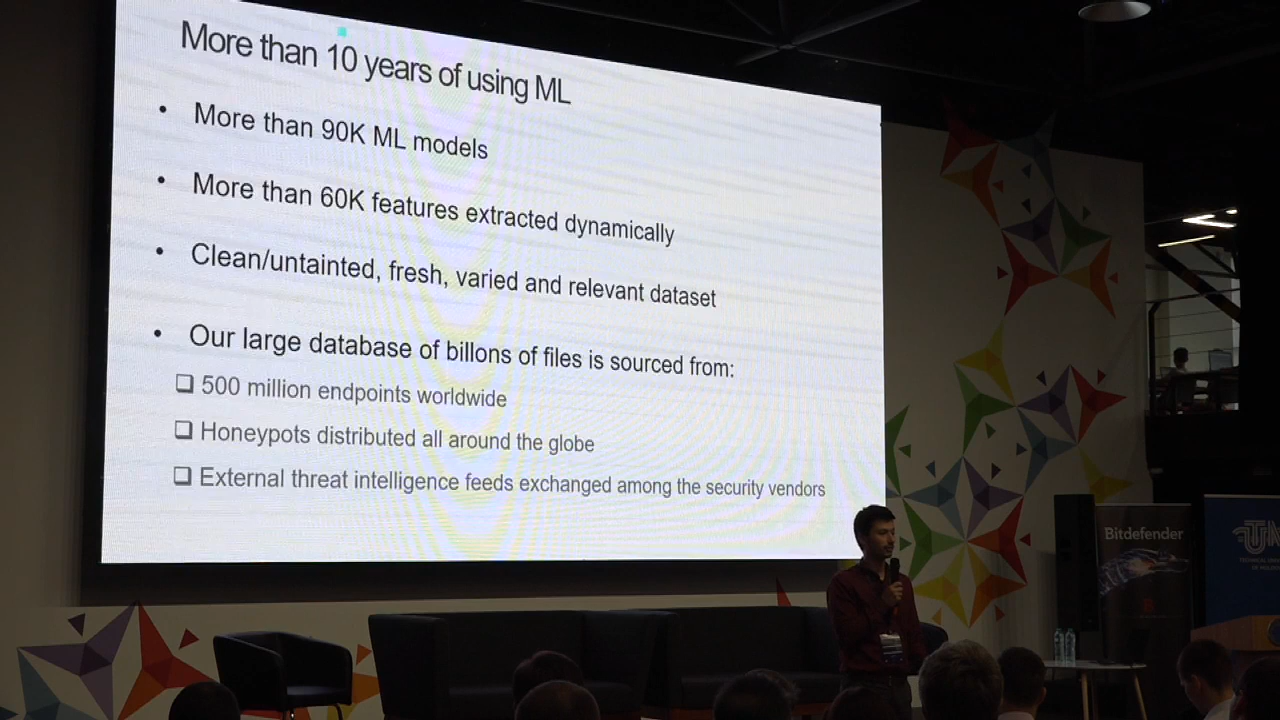 More than 10 years of using ML
• More than 90K ML models
• More than 60K features extracted dynamically
• Clean/untainted, fresh, varied and relevant dataset
• Our large database of billons of files is sourced from:
❑ 500 million endpoints worldwide
❑ Honeypots distributed all around the globe
❑ External threat intelligence feeds exchanged among the security vendors
Bitdefender